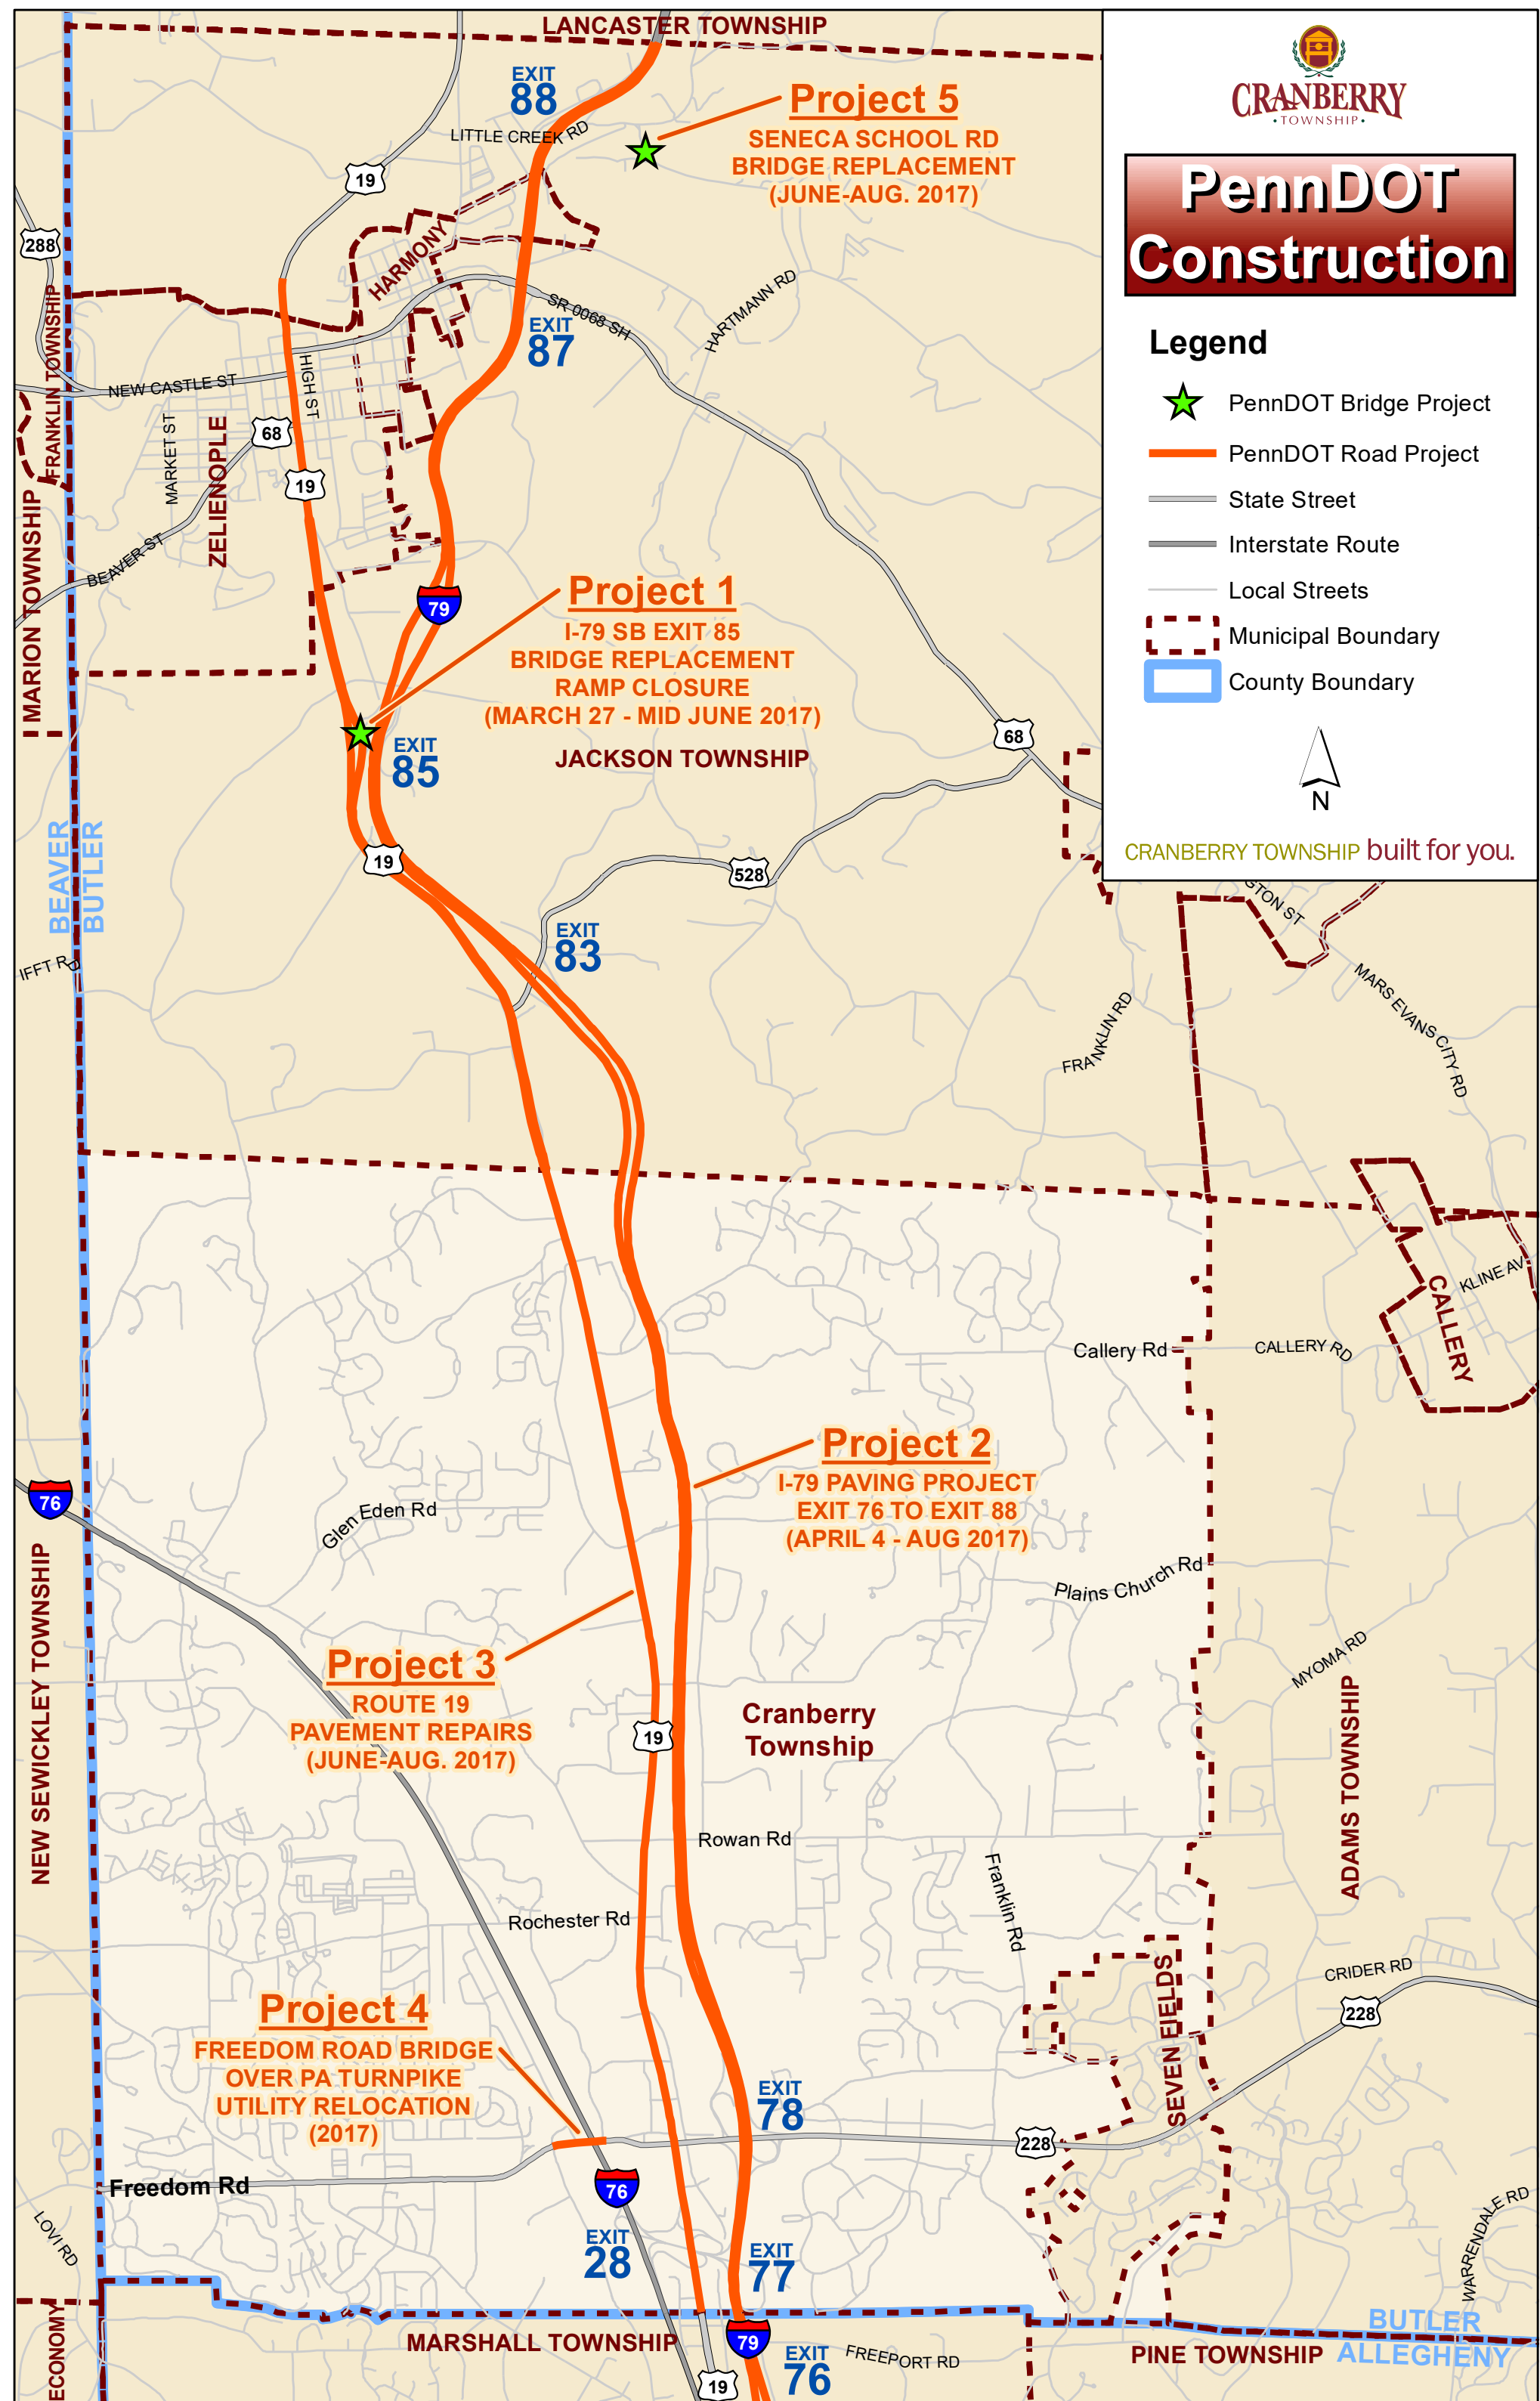 LANCASTER TOWNSHIP
EXIT
88
LITTLE CREEK RD
19
288
Project 5
SENECA SCHOOL RD
BRIDGE REPLACEMENT
(JUNE-AUG. 2017)
CRANBERRY
TOWNSHIP
PennDOT
Construction
Legend
PennDOT Bridge Project
PennDOT Road Project
State Street
Interstate Route
Local Streets
Municipal Boundary
County Boundary
N
CRANBERRY TOWNSHIP built for you.
HARMONY
FRANKLIN TOWNSHIP
SR 0068 SH
HARTMANN RD
EXIT
87
NEW CASTLE ST
HIGH ST
MARKET ST
68
19
ZELIENOPLE
BEAVER ST
MARION TOWNSHIP
79
Project 1
I-79 SB EXIT 85
BRIDGE REPLACEMENT
RAMP CLOSURE
(MARCH 27 - MID JUNE 2017)
EXIT
85
JACKSON TOWNSHIP
68
BEAVER
BUTLER
19
528
EXIT
83
IFFT RD
GTON ST
MARS EVANS CITY RD
FRANKLIN RD
KLINE AV
CALLERY
Callery Rd
CALLERY RD
Project 2
I-79 PAVING PROJECT
EXIT 76 TO EXIT 88
(APRIL 4 - AUG 2017)
76
Glen Eden Rd
Plains Church Rd
NEW SEWICKLEY TOWNSHIP
Project 3
ROUTE 19
PAVEMENT REPAIRS
(JUNE-AUG. 2017)
19
Cranberry
Township
MYOMA RD
ADAMS TOWNSHIP
Rowan Rd
Franklin Rd
Rochester Rd
CRIDER RD
228
SEVEN FIELDS
Project 4
FREEDOM ROAD BRIDGE
OVER PA TURNPIKE
UTILITY RELOCATION
(2017)
EXIT
78
228
Freedom Rd
76
LOVI RD
EXIT
28
EXIT
77
WARRENDALE RD
ECONOMY
MARSHALL TOWNSHIP
79
EXIT
76
FREEPORT RD
PINE TOWNSHIP
BUTLER
ALLEGHENY
19